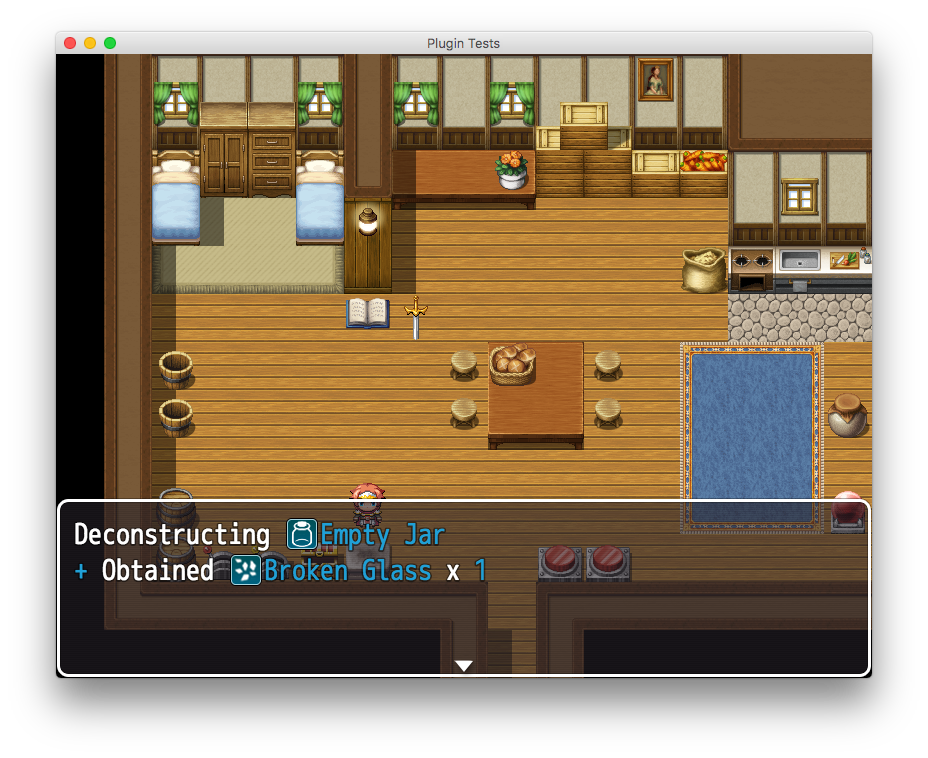 Plugin Tests
Deconstructing Empty Jar
+ Obtained Broken Glass x 1